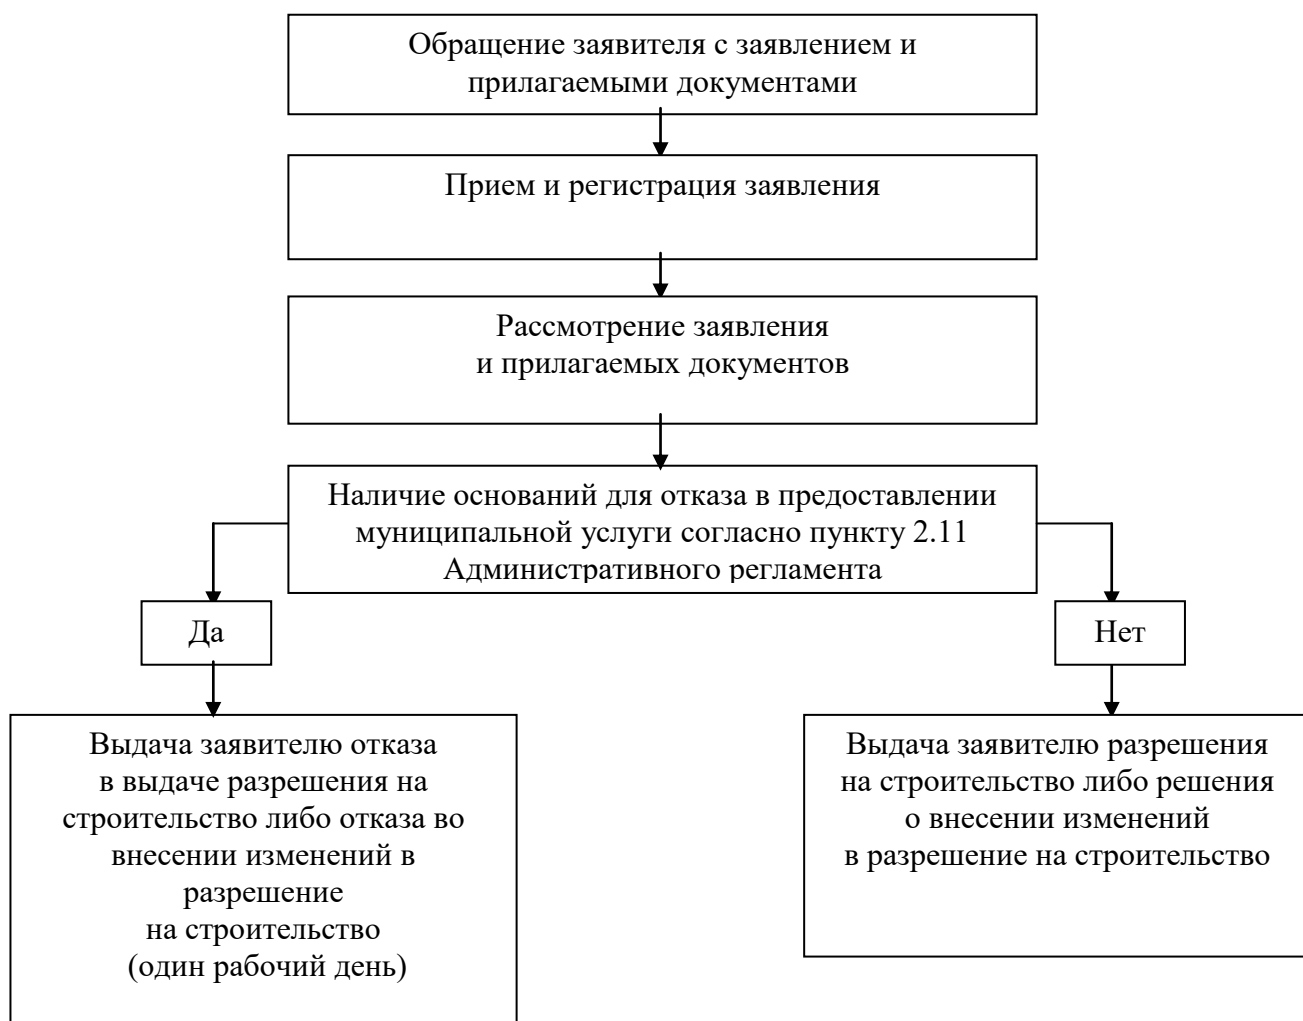 Обращение заявителя с заявлением и
прилагаемыми документами
Прием и регистрация заявления
Рассмотрение заявления
и прилагаемых документов
Наличие оснований для отказа в предоставлении
муниципальной услуги согласно пункту 2.11
Административного регламента
Да
Нет
Выдача заявителю отказа
в выдаче разрешения на
строительство либо отказа во
внесении изменений в
разрешение
на строительство
(один рабочий день)
Выдача заявителю разрешения
на строительство либо решения
о внесении изменений
в разрешение на строительство